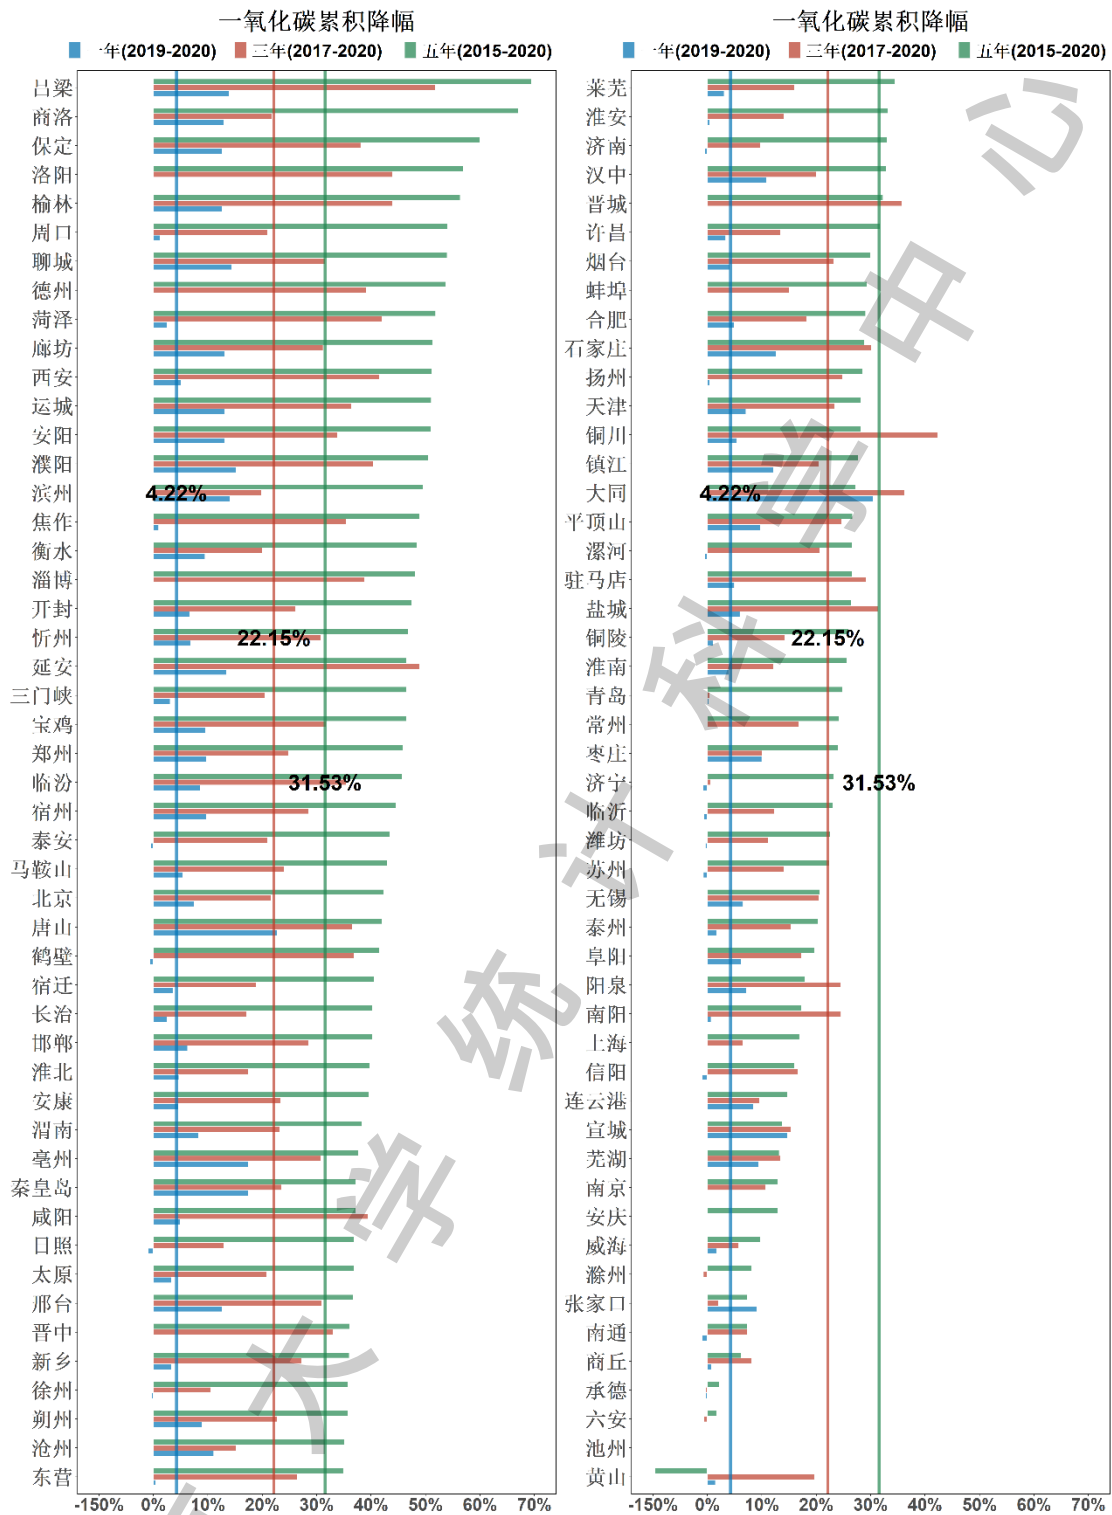 一氧化碳累积降幅
一年(2019-2020) 三年(2017-2020) 五年(2015-2020)
吕梁
商洛
保定
洛阳
榆林
周口
聊城
德州
菏泽
廊坊
西安
运城
安阳
濮阳
滨州
4.22%
焦作
衡水
淄博
开封
忻州
22.15%
延安
三门峡
宝鸡
郑州
临汾
31.53%
宿州
泰安
马鞍山
北京
唐山
鹤壁
宿迁
长治
邯郸
淮北
安康
渭南
亳州
秦皇岛
咸阳
日照
太原
邢台
晋中
新乡
徐州
朔州
沧州
东营
-150% 0% 10% 20% 30% 40% 50% 60% 70%
一氧化碳累积降幅
一年(2019-2020) 三年(2017-2020) 五年(2015-2020)
莱芜
淮安
济南
汉中
晋城
许昌
烟台
蚌埠
合肥
石家庄
扬州
天津
铜川
镇江
大同
4.22%
平顶山
漯河
驻马店
盐城
铜陵
22.15%
淮南
青岛
常州
枣庄
济宁
31.53%
临沂
潍坊
苏州
无锡
泰州
阜阳
阳泉
南阳
上海
信阳
连云港
宣城
芜湖
南京
安庆
威海
滁州
张家口
南通
商丘
承德
六安
池州
黄山
-150% 0% 10% 20% 30% 40% 50% 60% 70%
大学统计科学中心